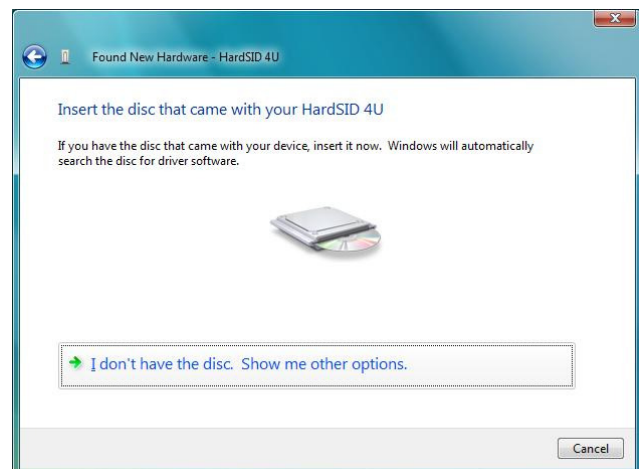 Found New Hardware - HardSID 4U
Insert the disc that came with your HardSID 4U
If you have the disc that came with your device, insert it now.  Windows will automatically
search the disc for driver software.
I don't have the disc.  Show me other options.
Cancel